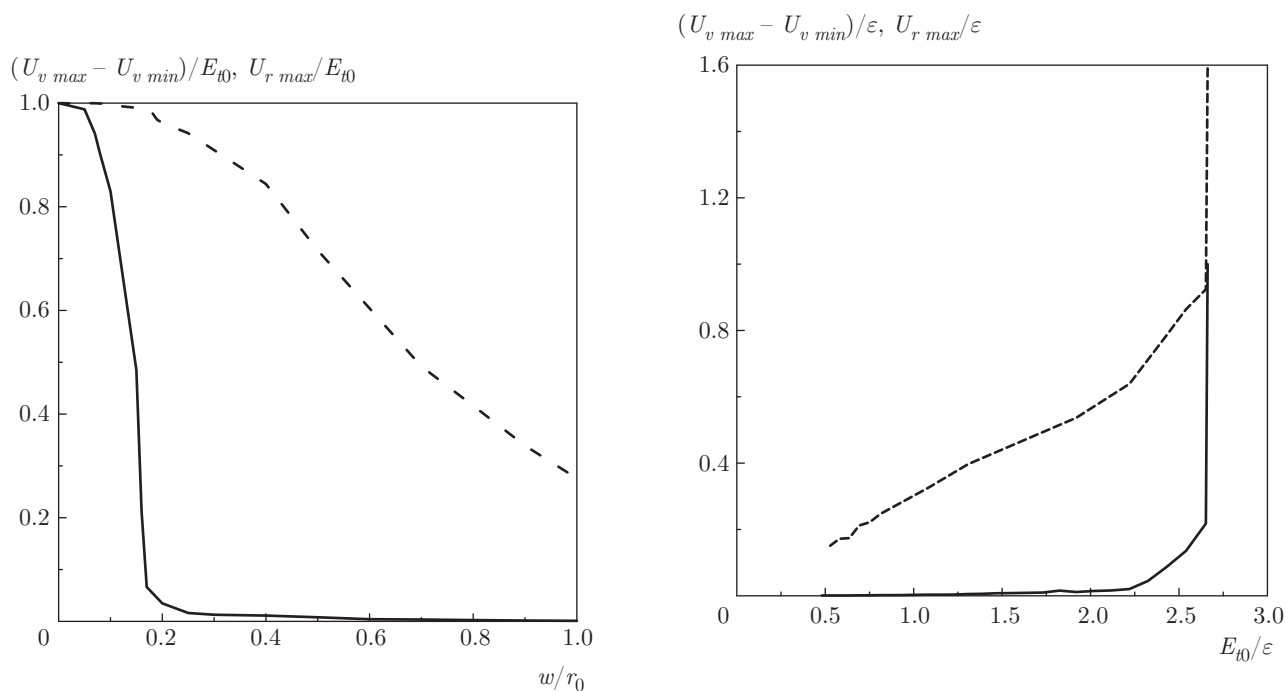 (U_{v max} – U_{v min})/E_{t0}, U_{r max}/E_{t0}
1.0
0.8
0.6
0.4
0.2
0 0.2 0.4 0.6 0.8 1.0
w/r_0
(U_{v max} – U_{v min})/ε, U_{r max}/ε
1.6
1.2
0.8
0.4
0 0.5 1.0 1.5 2.0 2.5 3.0
E_{t0}/ε